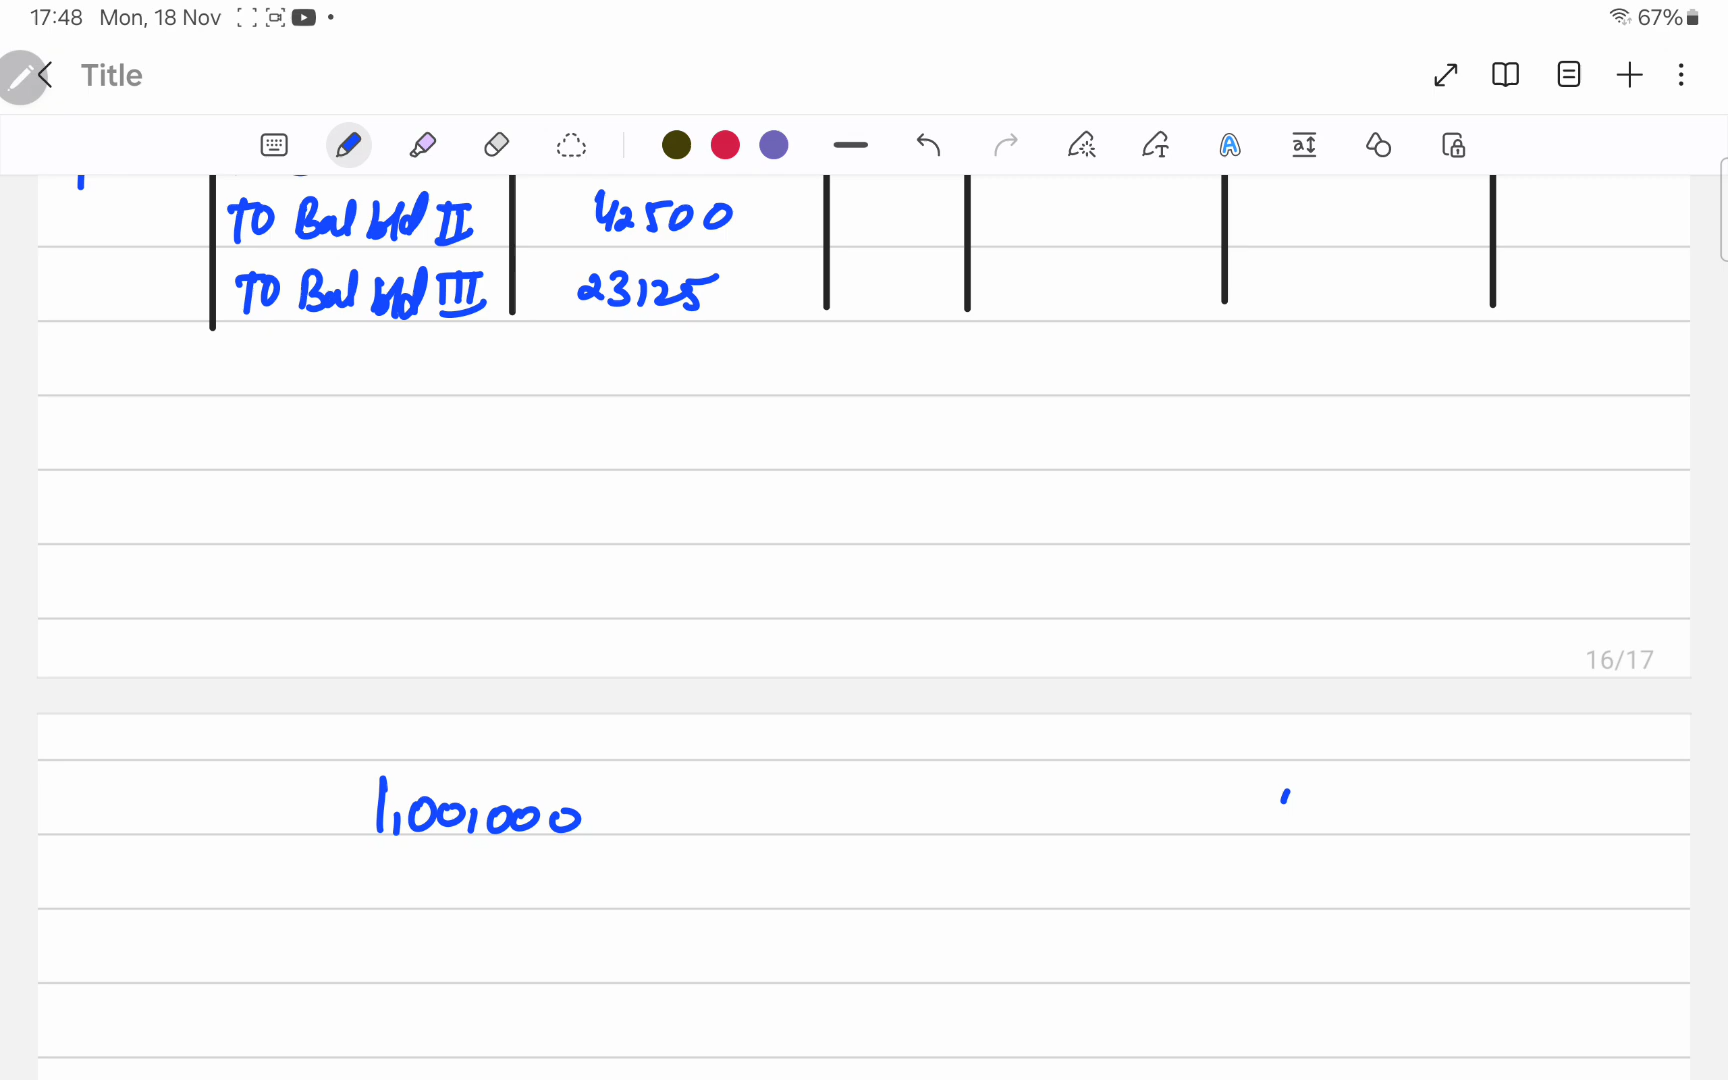 17:48 Mon, 18 Nov 67%
Title
To Bal b/d II 42500
To Bal b/d III 23125
16/17
1,00,000